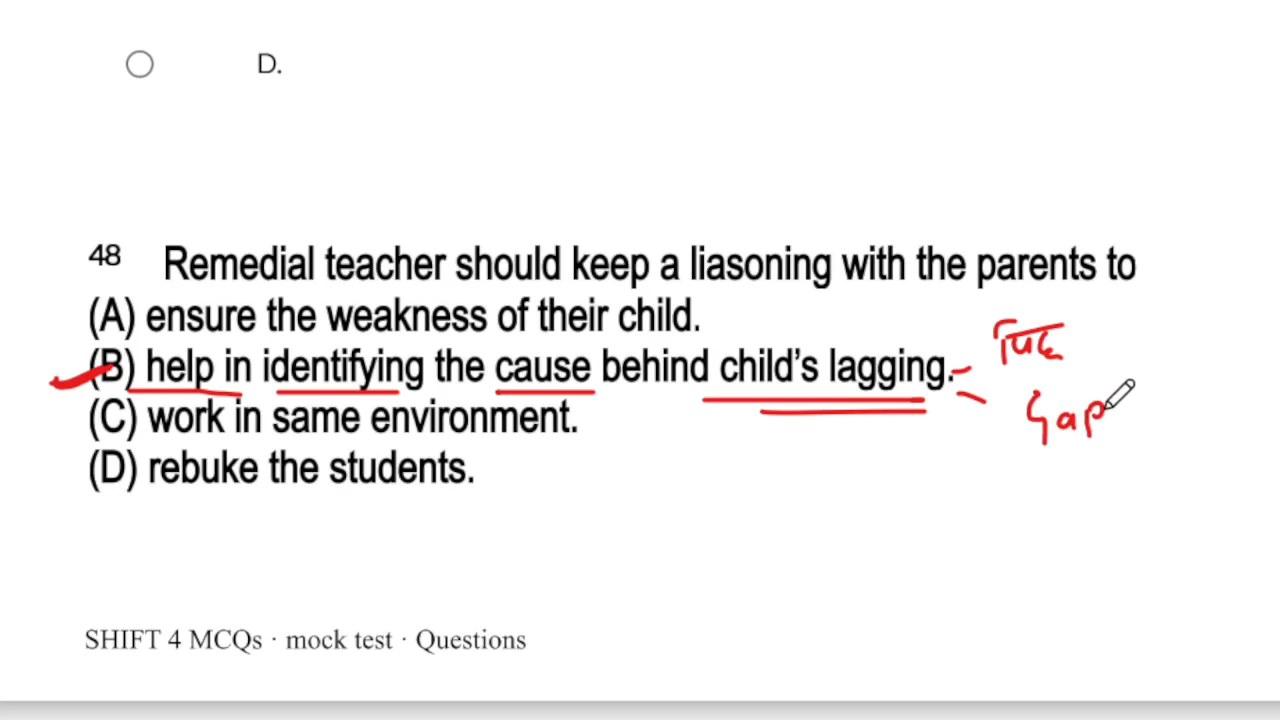 D.
48 Remedial teacher should keep a liasoning with the parents to
(A) ensure the weakness of their child.
(B) help in identifying the cause behind child's lagging.
(C) work in same environment.
Gap
(D) rebuke the students.
SHIFT 4 MCQs · mock test · Questions